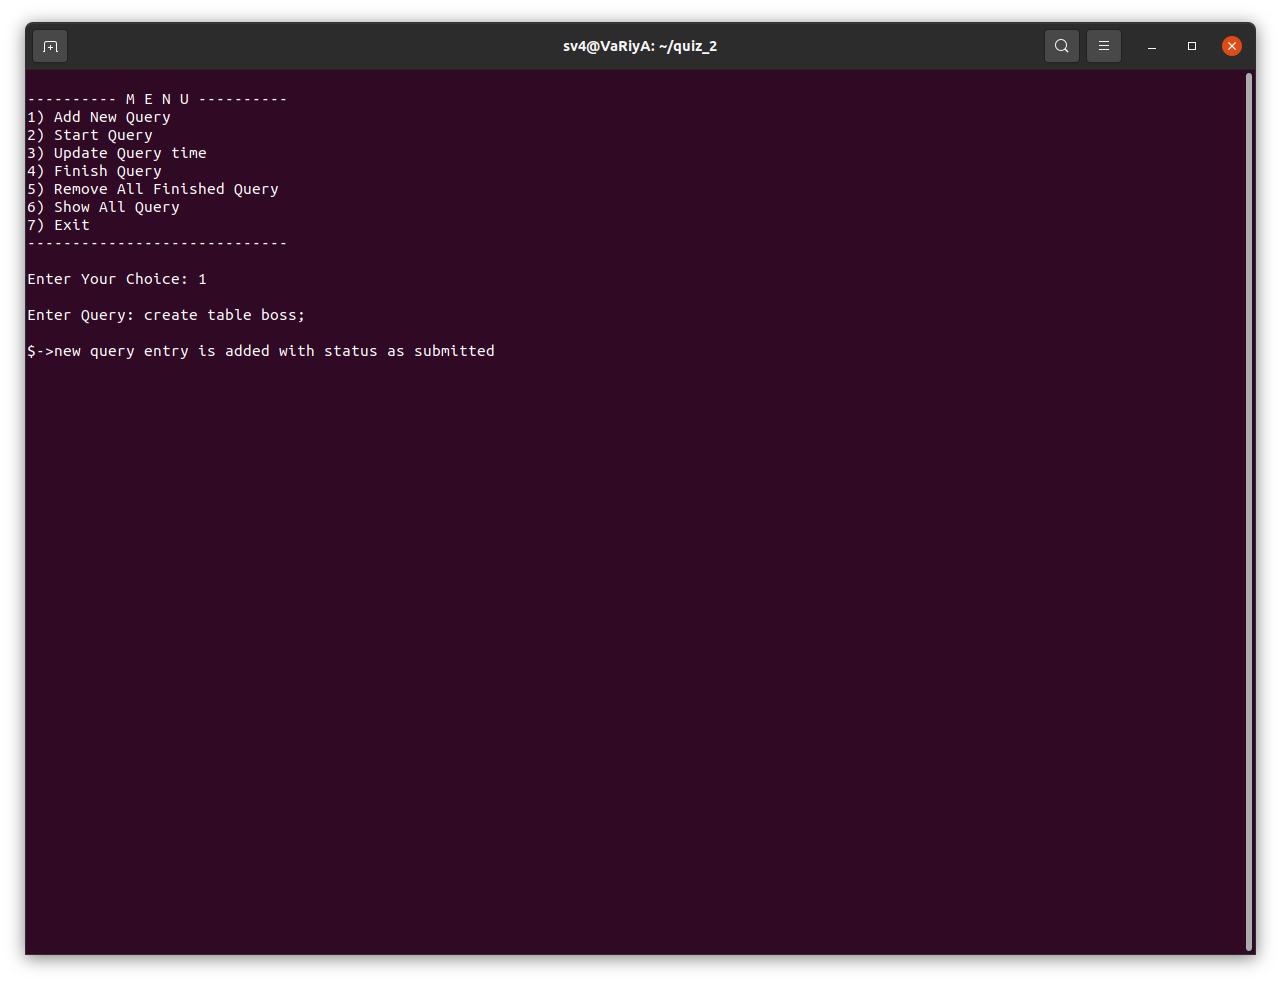 sv4@VaRiyA: ~/quiz_2
---------- M E N U ----------
1) Add New Query
2) Start Query
3) Update Query time
4) Finish Query
5) Remove All Finished Query
6) Show All Query
7) Exit
-----------------------------
Enter Your Choice: 1
Enter Query: create table boss;
$->new query entry is added with status as submitted